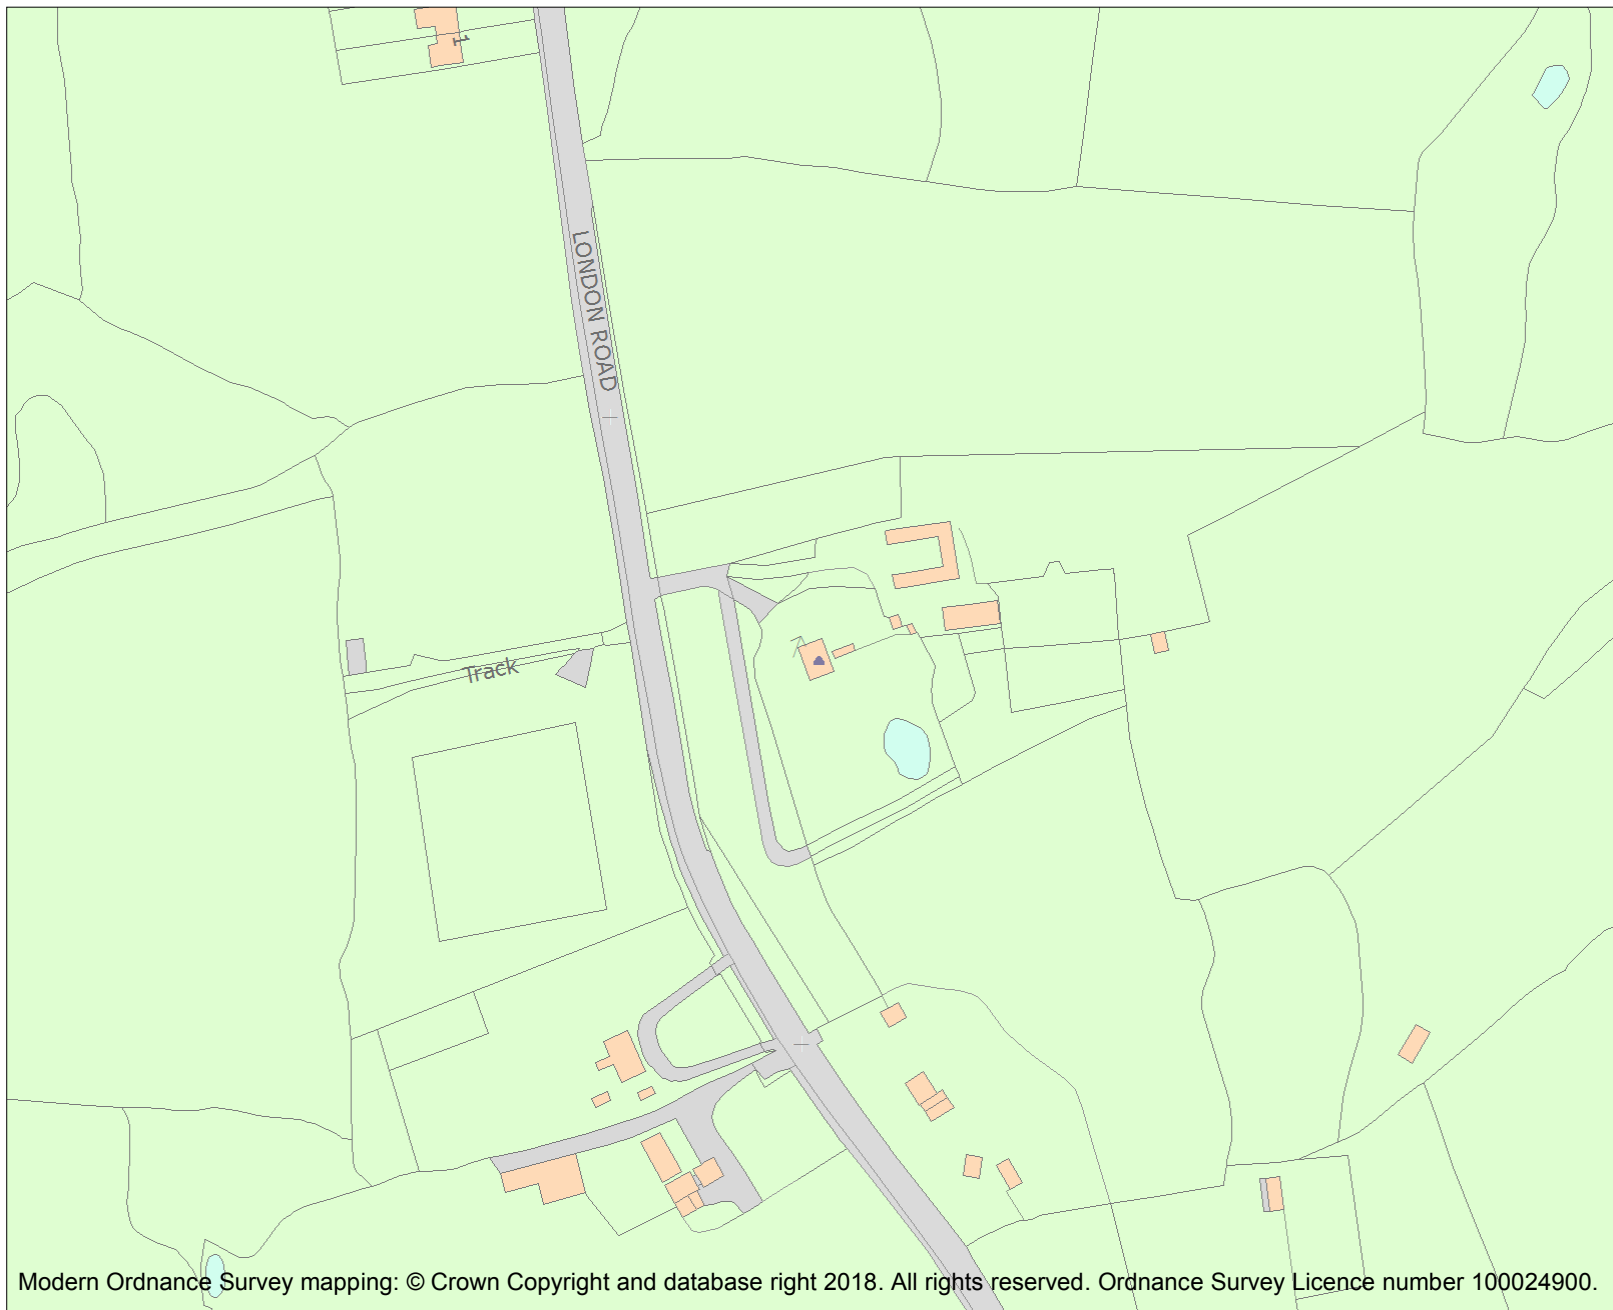 1
LONDON ROAD
Track
Modern Ordnance Survey mapping: © Crown Copyright and database right 2018. All rights reserved. Ordnance Survey Licence number 100024900.